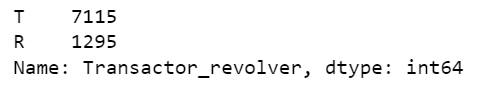 T    7115
R    1295
Name: Transactor_revolver, dtype: int64